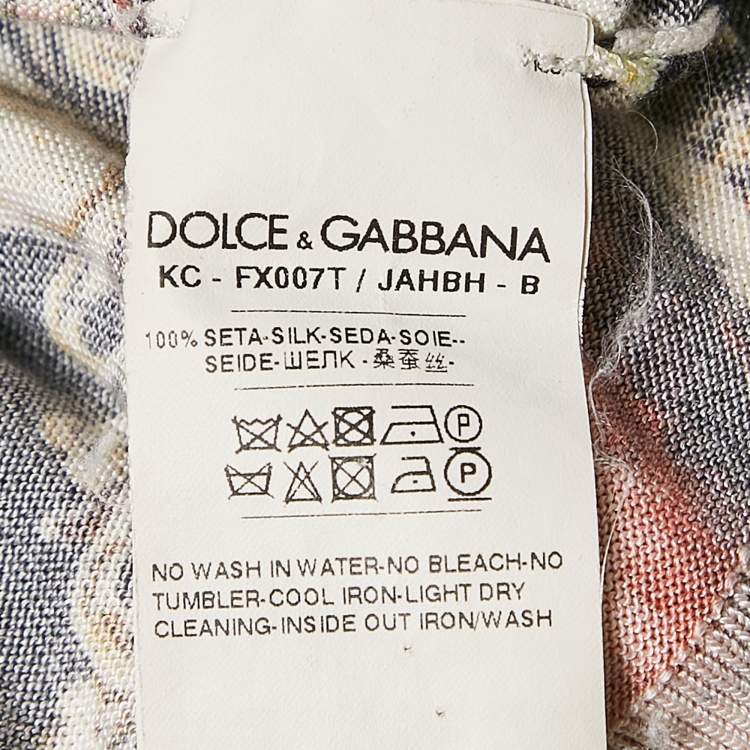 DOLCE & GABBANA
KC - FX007T / JAHBH - B
100% SETA-SILK-SEDA-SOIE--
SEIDE-ШЕЛК -桑蚕丝-
P
P
NO WASH IN WATER-NO BLEACH-NO
TUMBLER-COOL IRON-LIGHT DRY
CLEANING-INSIDE OUT IRON/WASH